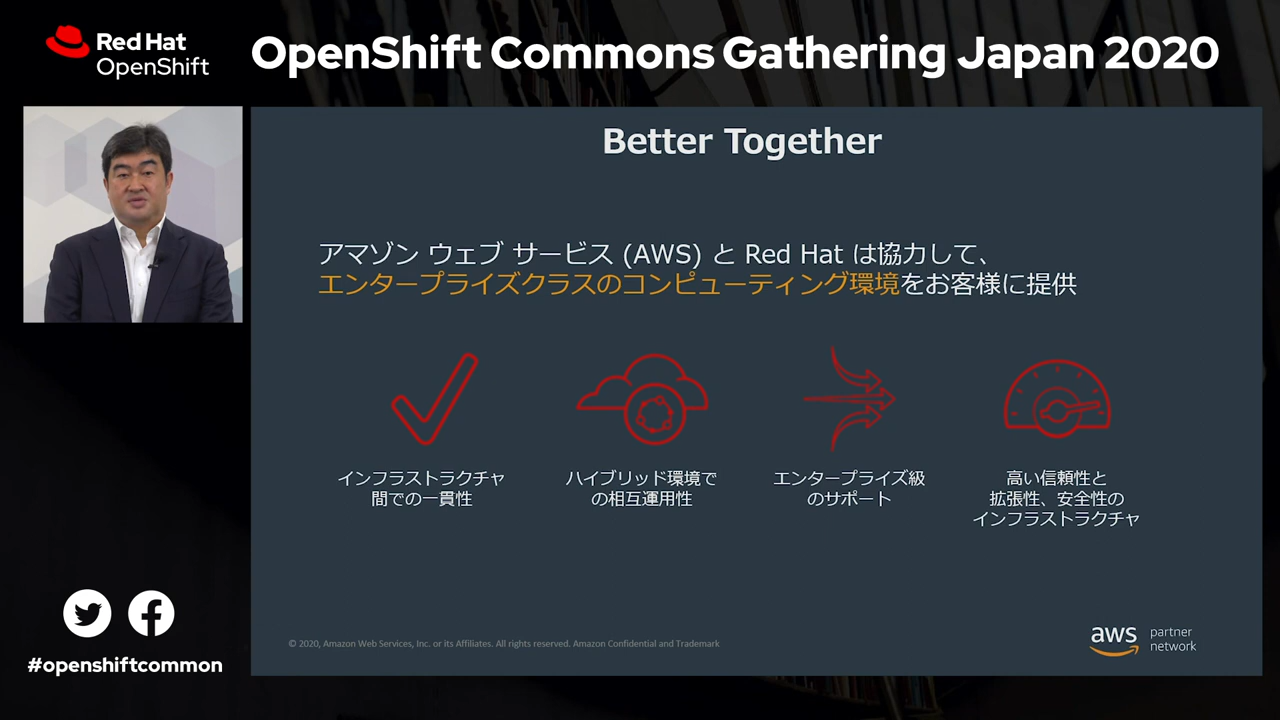 Red Hat
OpenShift
OpenShift Commons Gathering Japan 2020
Better Together
アマゾン ウェブ サービス (AWS) と Red Hat は協力して、
エンタープライズクラスのコンピューティング環境をお客様に提供
インフラストラクチャ
間での一貫性
ハイブリッド環境で
の相互運用性
エンタープライズ級
のサポート
高い信頼性と
拡張性、安全性の
インフラストラクチャ
© 2020, Amazon Web Services, Inc. or its Affiliates. All rights reserved. Amazon Confidential and Trademark
aws
partner
network
#openshiftcommon